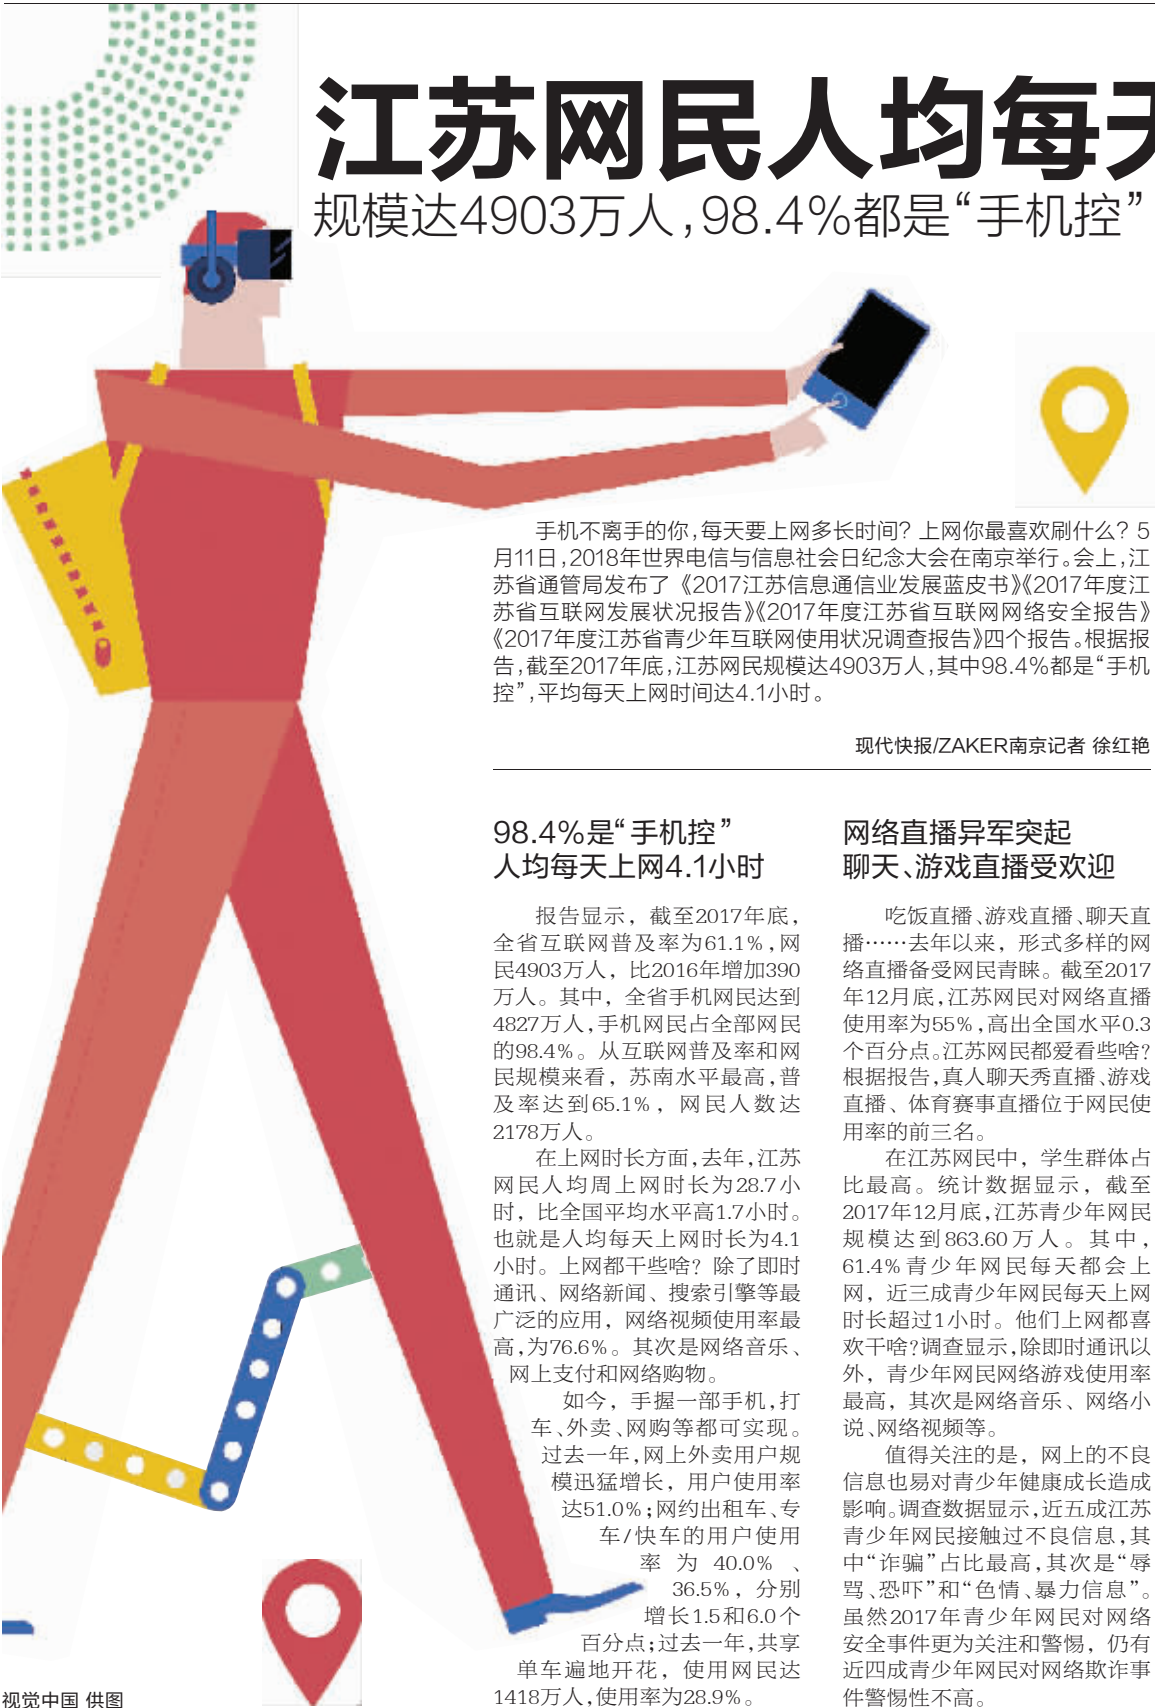 江苏网民人均每天
规模达4903万人,98.4%都是“手机控”
手机不离手的你,每天要上网多长时间? 上网你最喜欢刷什么? 5
月11日,2018年世界电信与信息社会日纪念大会在南京举行。会上,江
苏省通管局发布了《2017江苏信息通信业发展蓝皮书》《2017年度江
苏省互联网发展状况报告》《2017年度江苏省互联网网络安全报告》
《2017年度江苏省青少年互联网使用状况调查报告》四个报告。根据报
告,截至2017年底,江苏网民规模达4903万人,其中98.4%都是“手机
控”,平均每天上网时间达4.1小时。
现代快报/ZAKER南京记者 徐红艳
98.4%是“手机控”
人均每天上网4.1小时
报告显示，截至2017年底，
全省互联网普及率为61.1%,网
民4903万人，比2016年增加390
万人。其中，全省手机网民达到
4827万人,手机网民占全部网民
的98.4%。从互联网普及率和网
民规模来看，苏南水平最高,普
及率达到65.1%，网民人数达
2178万人。
在上网时长方面,去年,江苏
网民人均周上网时长为28.7小
时，比全国平均水平高1.7小时。
也就是人均每天上网时长为4.1
小时。上网都干些啥? 除了即时
通讯、网络新闻、搜索引擎等最
广泛的应用，网络视频使用率最
高,为76.6%。其次是网络音乐、
网上支付和网络购物。
如今，手握一部手机,打
车、外卖、网购等都可实现。
过去一年,网上外卖用户规
模迅猛增长，用户使用率
达51.0%;网约出租车、专
车/快车的用户使用
率为40.0%、
36.5%，分别
增长1.5和6.0个
百分点;过去一年,共享
单车遍地开花，使用网民达
1418万人,使用率为28.9%。
网络直播异军突起
聊天、游戏直播受欢迎
吃饭直播、游戏直播、聊天直
播……去年以来，形式多样的网
络直播备受网民青睐。截至2017
年12月底,江苏网民对网络直播
使用率为55%,高出全国水平0.3
个百分点。江苏网民都爱看些啥?
根据报告,真人聊天秀直播、游戏
直播、体育赛事直播位于网民使
用率的前三名。
在江苏网民中，学生群体占
比最高。统计数据显示，截至
2017年12月底,江苏青少年网民
规模达到863.60万人。其中，
61.4%青少年网民每天都会上
网，近三成青少年网民每天上网
时长超过1小时。他们上网都喜
欢干啥?调查显示,除即时通讯以
外，青少年网民网络游戏使用率
最高，其次是网络音乐、网络小
说、网络视频等。
值得关注的是，网上的不良
信息也易对青少年健康成长造成
影响。调查数据显示,近五成江苏
青少年网民接触过不良信息,其
中“诈骗”占比最高,其次是“辱
骂、恐吓”和“色情、暴力信息”。
虽然2017年青少年网民对网络
安全事件更为关注和警惕，仍有
近四成青少年网民对网络欺诈事
件警惕性不高。
视觉中国 供图